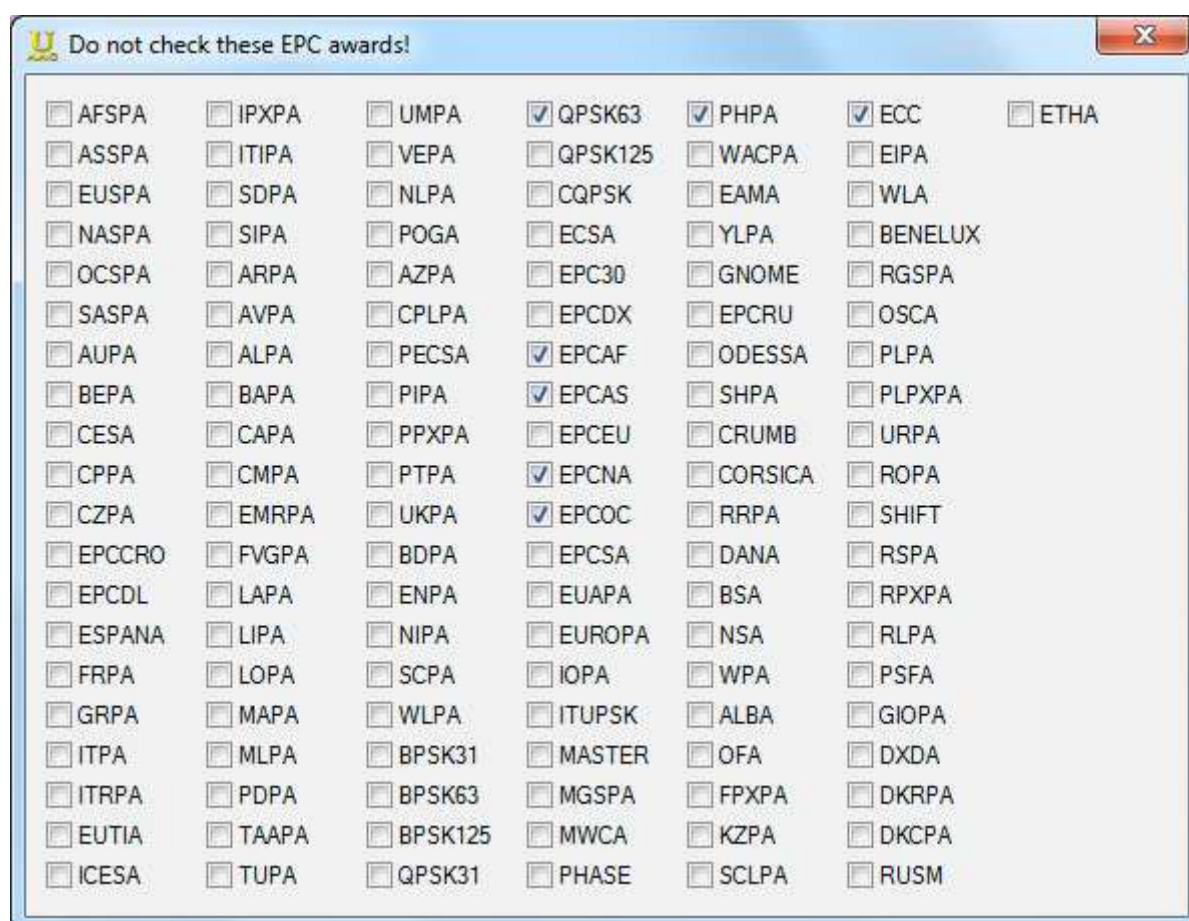 Do not check these EPC awards!
AFSPA IPXPA UMPA QPSK63 PHPA ECC ETHA
ASSPA ITIPA VEPA QPSK125 WACPA EIPA
EUSPA SDPA NLPA CQPSK EAMA WLA
NASPA SIPA POGA ECSA YLPA BENELUX
OCSPA ARPA AZPA EPC30 GNOME RGSPA
SASPA AVPA CPLPA EPCDX EPCRU OSCA
AUPA ALPA PECSA EPCAF ODESSA PLPA
BEPA BAPA PIPA EPCAS SHPA PLPXPA
CESA CAPA PPXPA EPCEU CRUMB URPA
CPPA CMPA PTPA EPCNA CORSICA ROPA
CZPA EMRPA UKPA EPCOC RRPA SHIFT
EPCCRO FVGPA BDPA EPCSA DANA RSPA
EPCDL LAPA ENPA EUAPA BSA RPXPA
ESPANA LIPA NIPA EUROPA NSA RLPA
FRPA LOPA SCPA IOPA WPA PSFA
GRPA MAPA WLPA ITUPSK ALBA GIOPA
ITPA MLPA BPSK31 MASTER OFA DXDA
ITRPA PDPA BPSK63 MGSPA FPXPA DKRPA
EUTIA TAAPA BPSK125 MWCA KZPA DKCPA
ICESA TUPA QPSK31 PHASE SCLPA RUSM